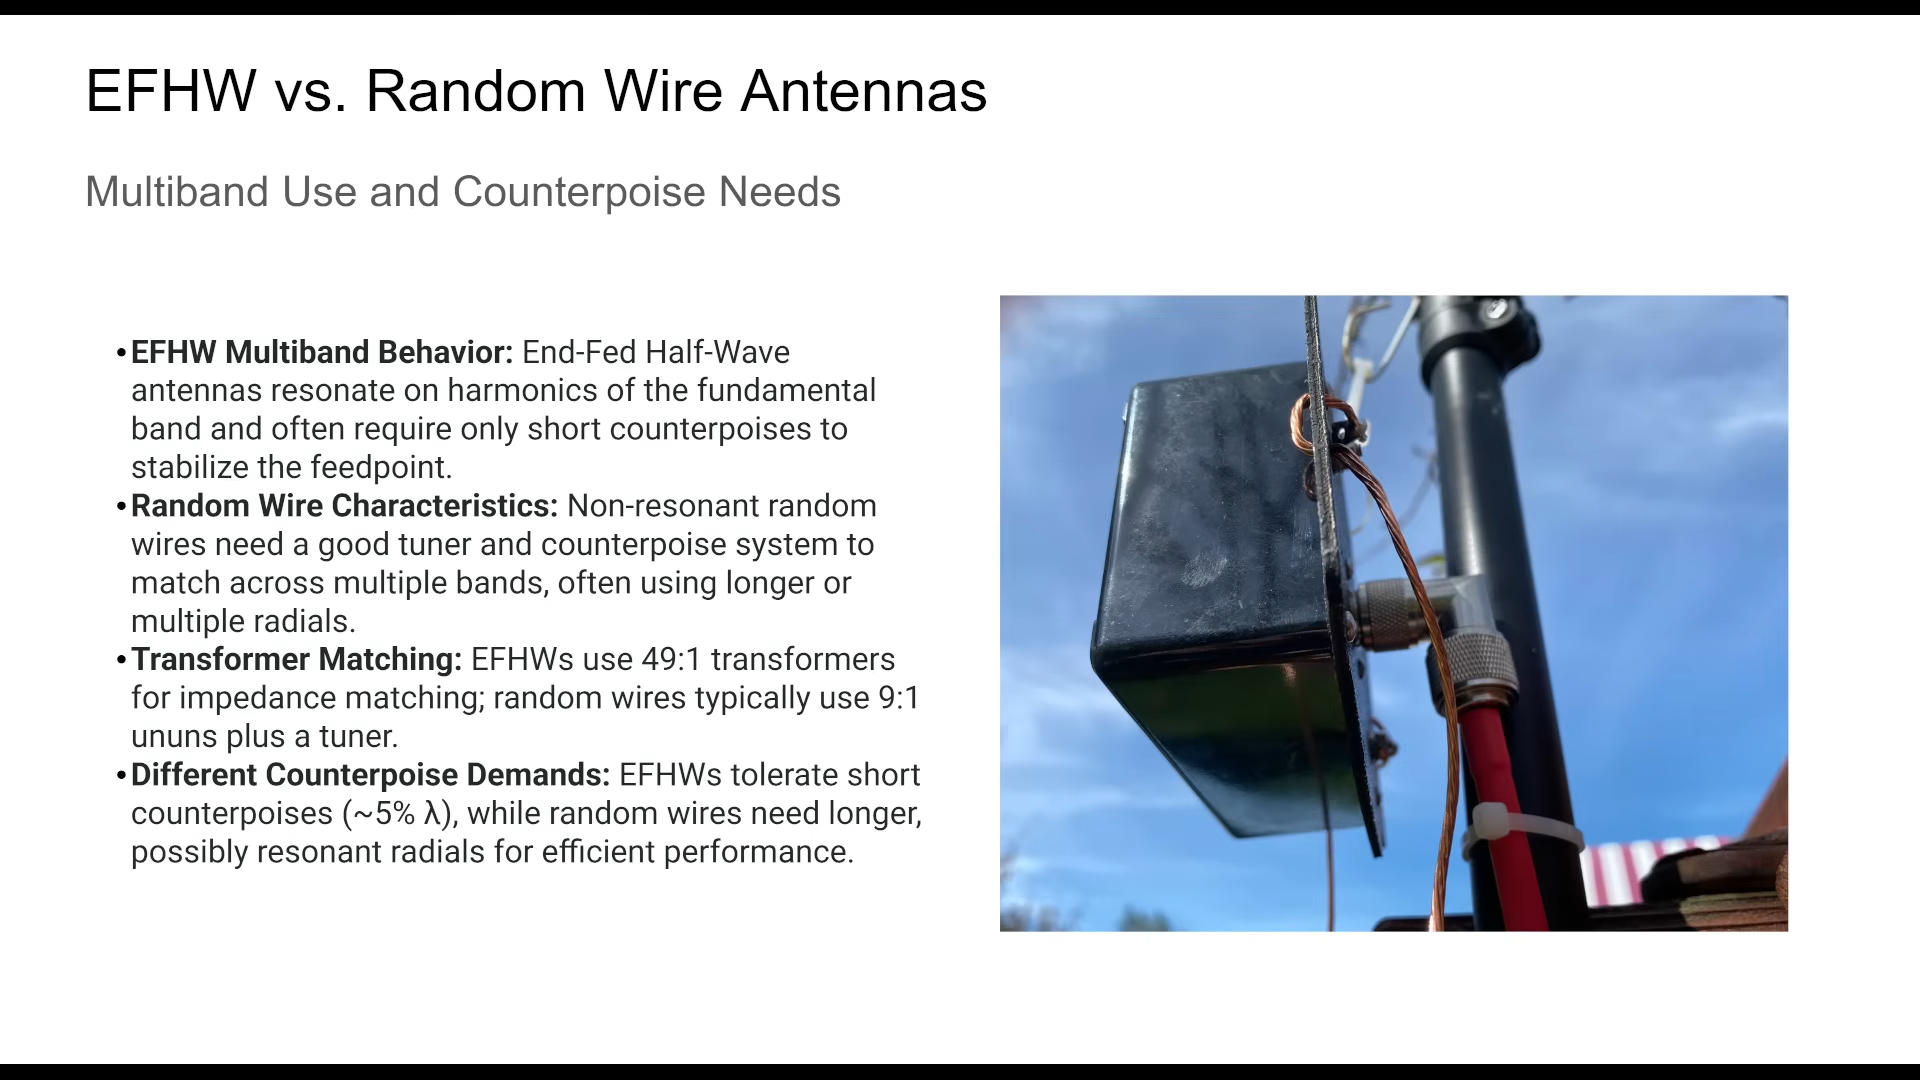 EFHW vs. Random Wire Antennas
Multiband Use and Counterpoise Needs
•EFHW Multiband Behavior: End-Fed Half-Wave
antennas resonate on harmonics of the fundamental
band and often require only short counterpoises to
stabilize the feedpoint.
•Random Wire Characteristics: Non-resonant random
wires need a good tuner and counterpoise system to
match across multiple bands, often using longer or
multiple radials.
•Transformer Matching: EFHWs use 49:1 transformers
for impedance matching; random wires typically use 9:1
ununs plus a tuner.
•Different Counterpoise Demands: EFHWs tolerate short
counterpoises (~5% λ), while random wires need longer,
possibly resonant radials for efficient performance.